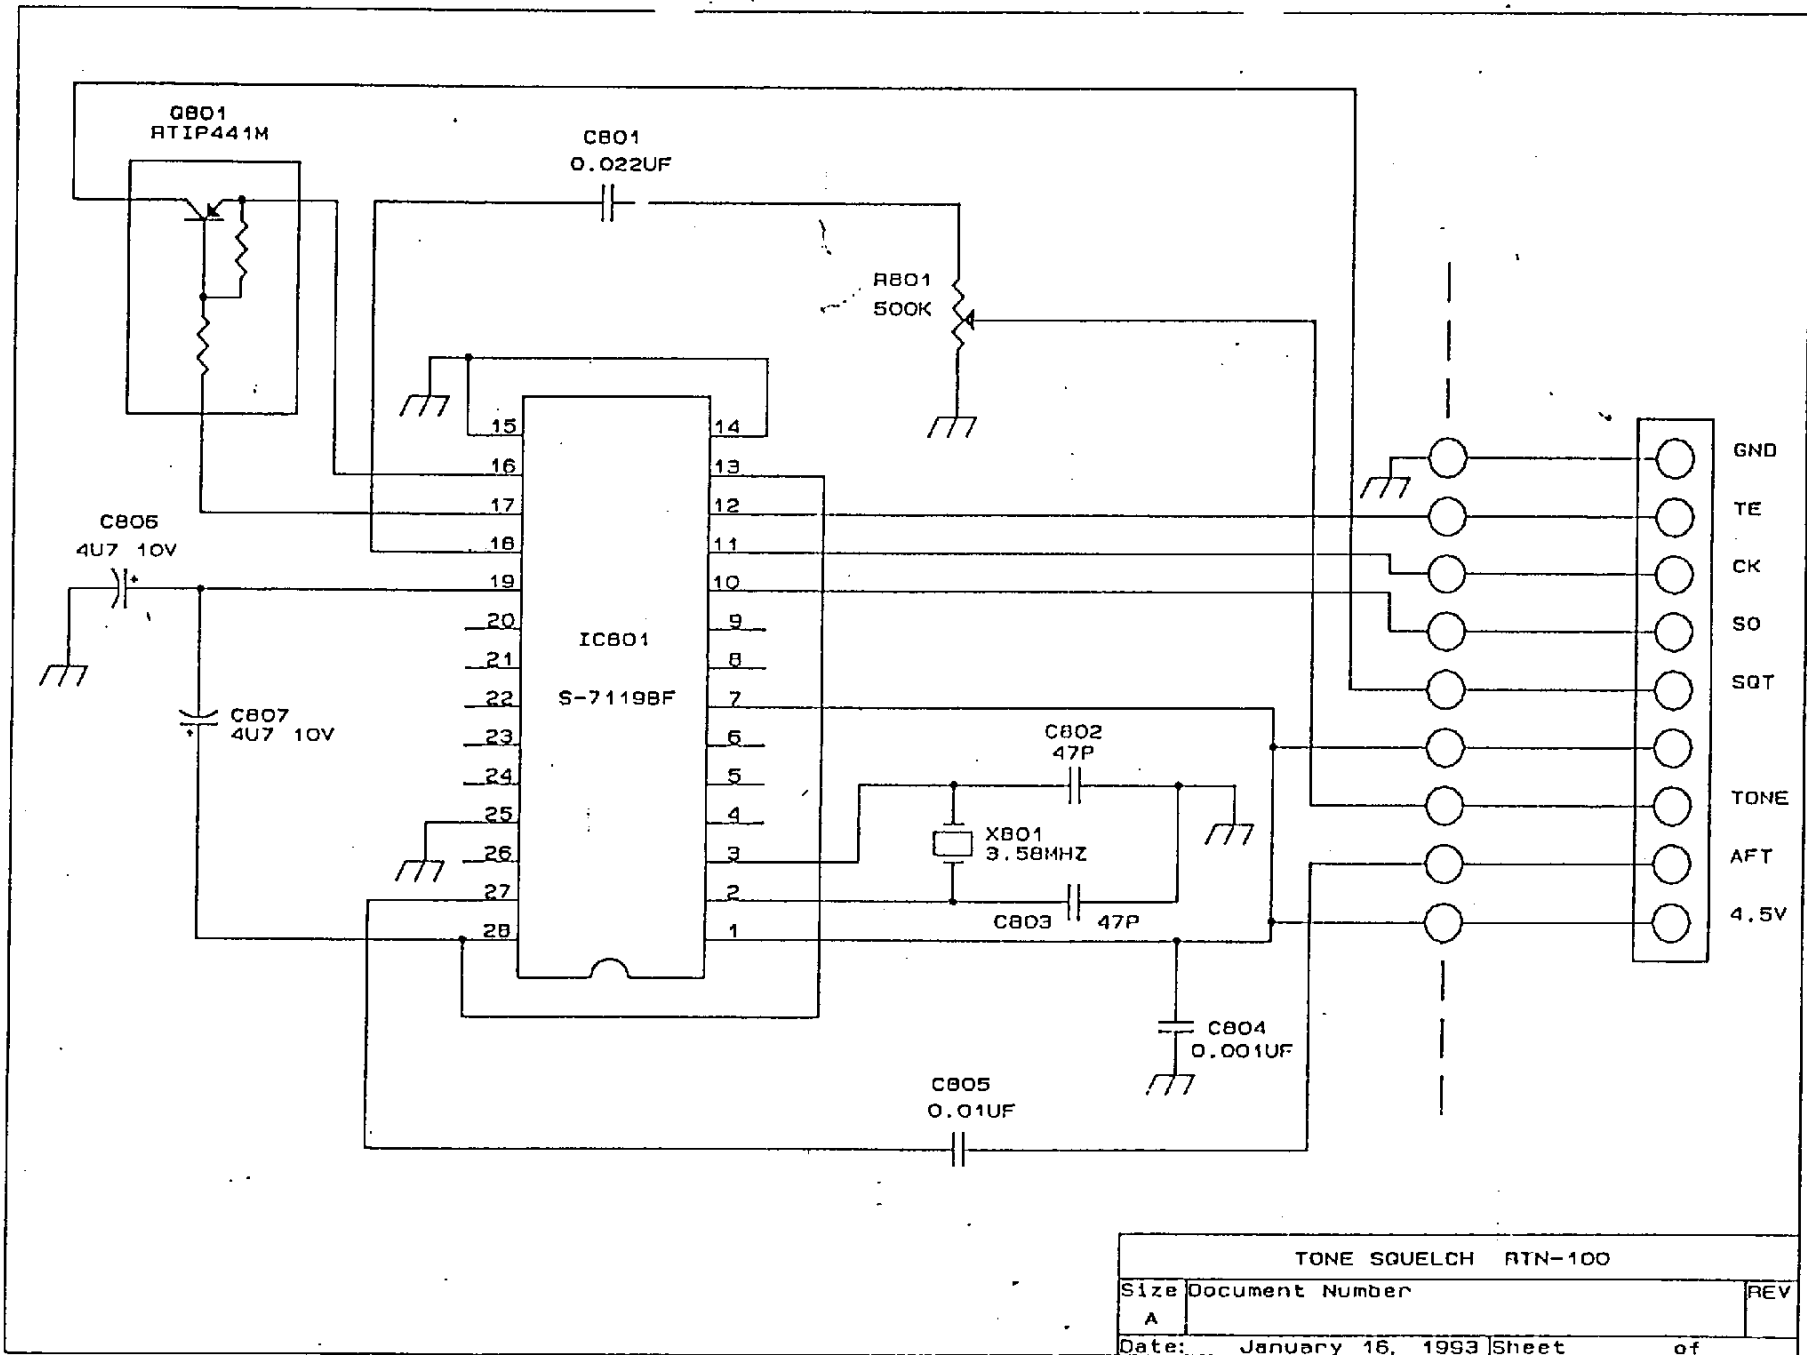 Q801
RTIP441M
C801
0.022UF
R801
500K
15
14
16
13
17
12
18
11
19
10
20
9
21
8
22
7
23
6
24
5
25
4
26
3
27
2
28
1
IC801
S-7119BF
C806
4U7 10V
C807
4U7 10V
C802
47P
X801
3.58MHZ
C803 47P
C804
0.001UF
C805
0.01UF
GND
TE
CK
SO
SQT
TONE
AFT
4.5V
TONE SQUELCH RTN-100
Size Document Number REV
A
Date: January 16, 1993 Sheet of